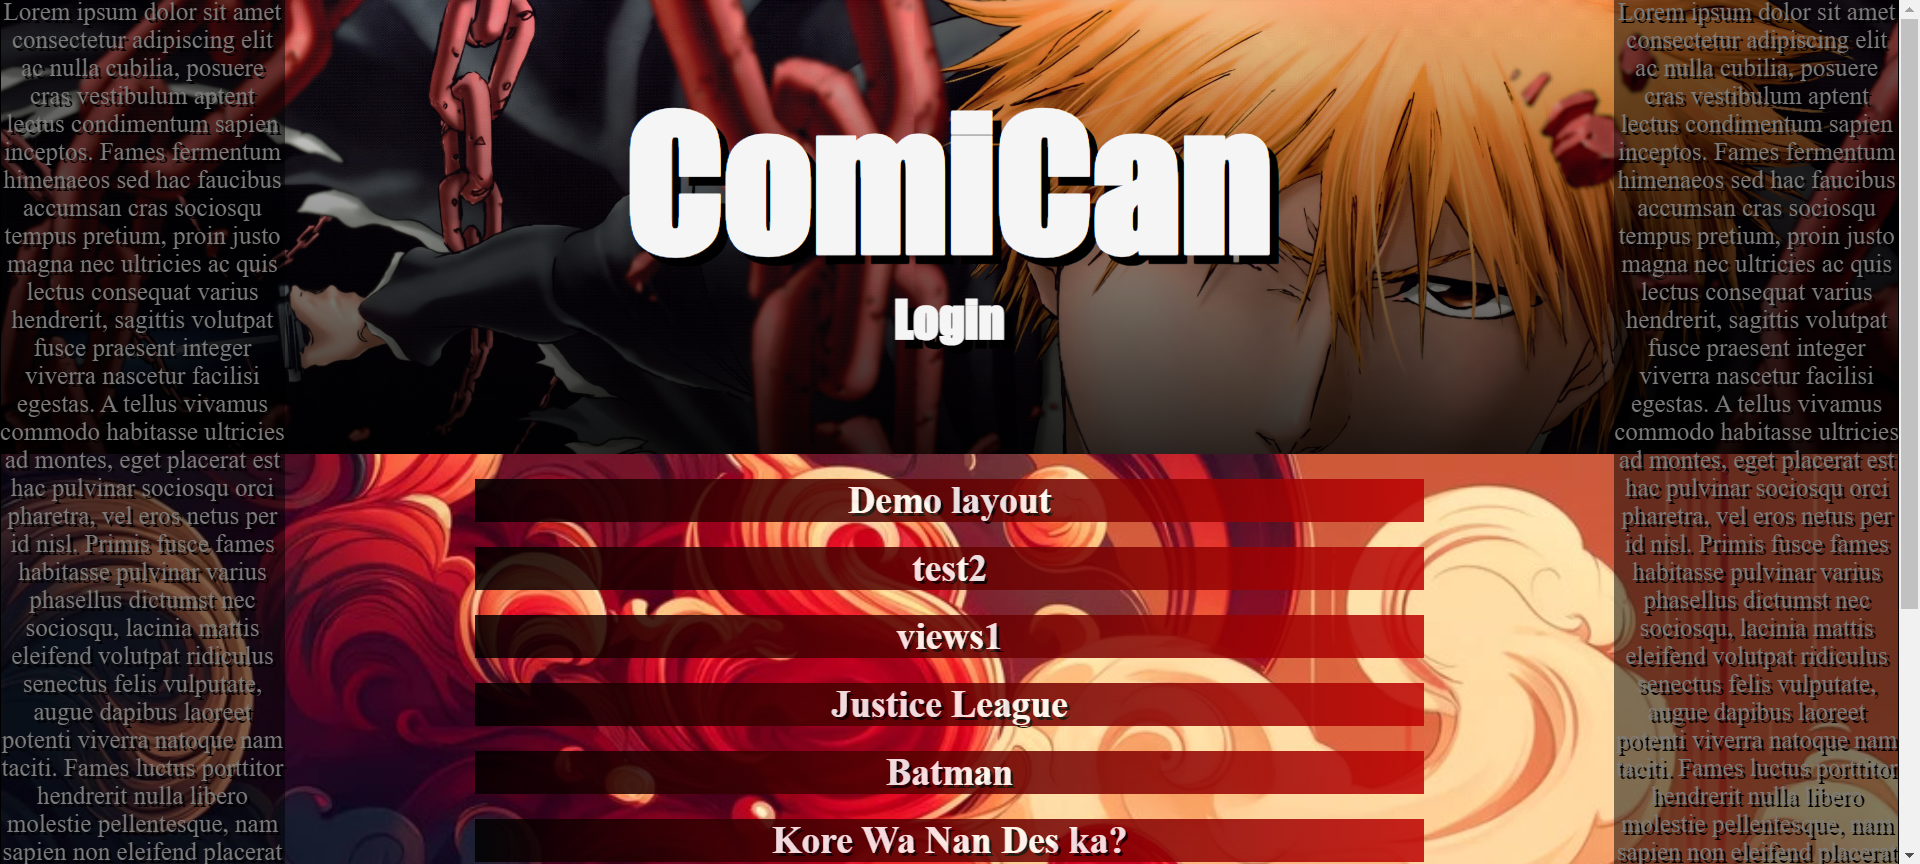 Lorem ipsum dolor sit amet
consectetur adipiscing elit
ac nulla cubilia, posuere
cras vestibulum aptent
lectus condimentum sapien
inceptos. Fames fermentum
himenaeos sed hac faucibus
accumsan cras sociosqu
tempus pretium, proin justo
magna nec ultricies ac quis
lectus consequat varius
hendrerit, sagittis volutpat
fusce praesent integer
viverra nascetur facilisi
egestas. A tellus vivamus
commodo habitasse ultricies
ad montes, eget placerat est
hac pulvinar sociosqu orci
pharetra, vel eros netus per
id nisl. Primis fusce fames
habitasse pulvinar varius
phasellus dictumst nec
sociosqu, lacinia mattis
eleifend volutpat ridiculus
senectus felis vulputate,
augue dapibus laoreet
potenti viverra natoque nam
taciti. Fames luctus porttitor
hendrerit nulla libero
molestie pellentesque, nam
sapien non eleifend placerat
ComiCan
Login
Demo layout
test2
views1
Justice League
Batman
Kore Wa Nan Des ka?
Lorem ipsum dolor sit amet
consectetur adipiscing elit
ac nulla cubilia, posuere
cras vestibulum aptent
lectus condimentum sapien
inceptos. Fames fermentum
himenaeos sed hac faucibus
accumsan cras sociosqu
tempus pretium, proin justo
magna nec ultricies ac quis
lectus consequat varius
hendrerit, sagittis volutpat
fusce praesent integer
viverra nascetur facilisi
egestas. A tellus vivamus
commodo habitasse ultricies
ad montes, eget placerat est
hac pulvinar sociosqu orci
pharetra, vel eros netus per
id nisl. Primis fusce fames
habitasse pulvinar varius
phasellus dictumst nec
sociosqu, lacinia mattis
eleifend volutpat ridiculus
senectus felis vulputate,
augue dapibus laoreet
potenti viverra natoque nam
taciti. Fames luctus porttitor
hendrerit nulla libero
molestie pellentesque, nam
sapien non eleifend placerat